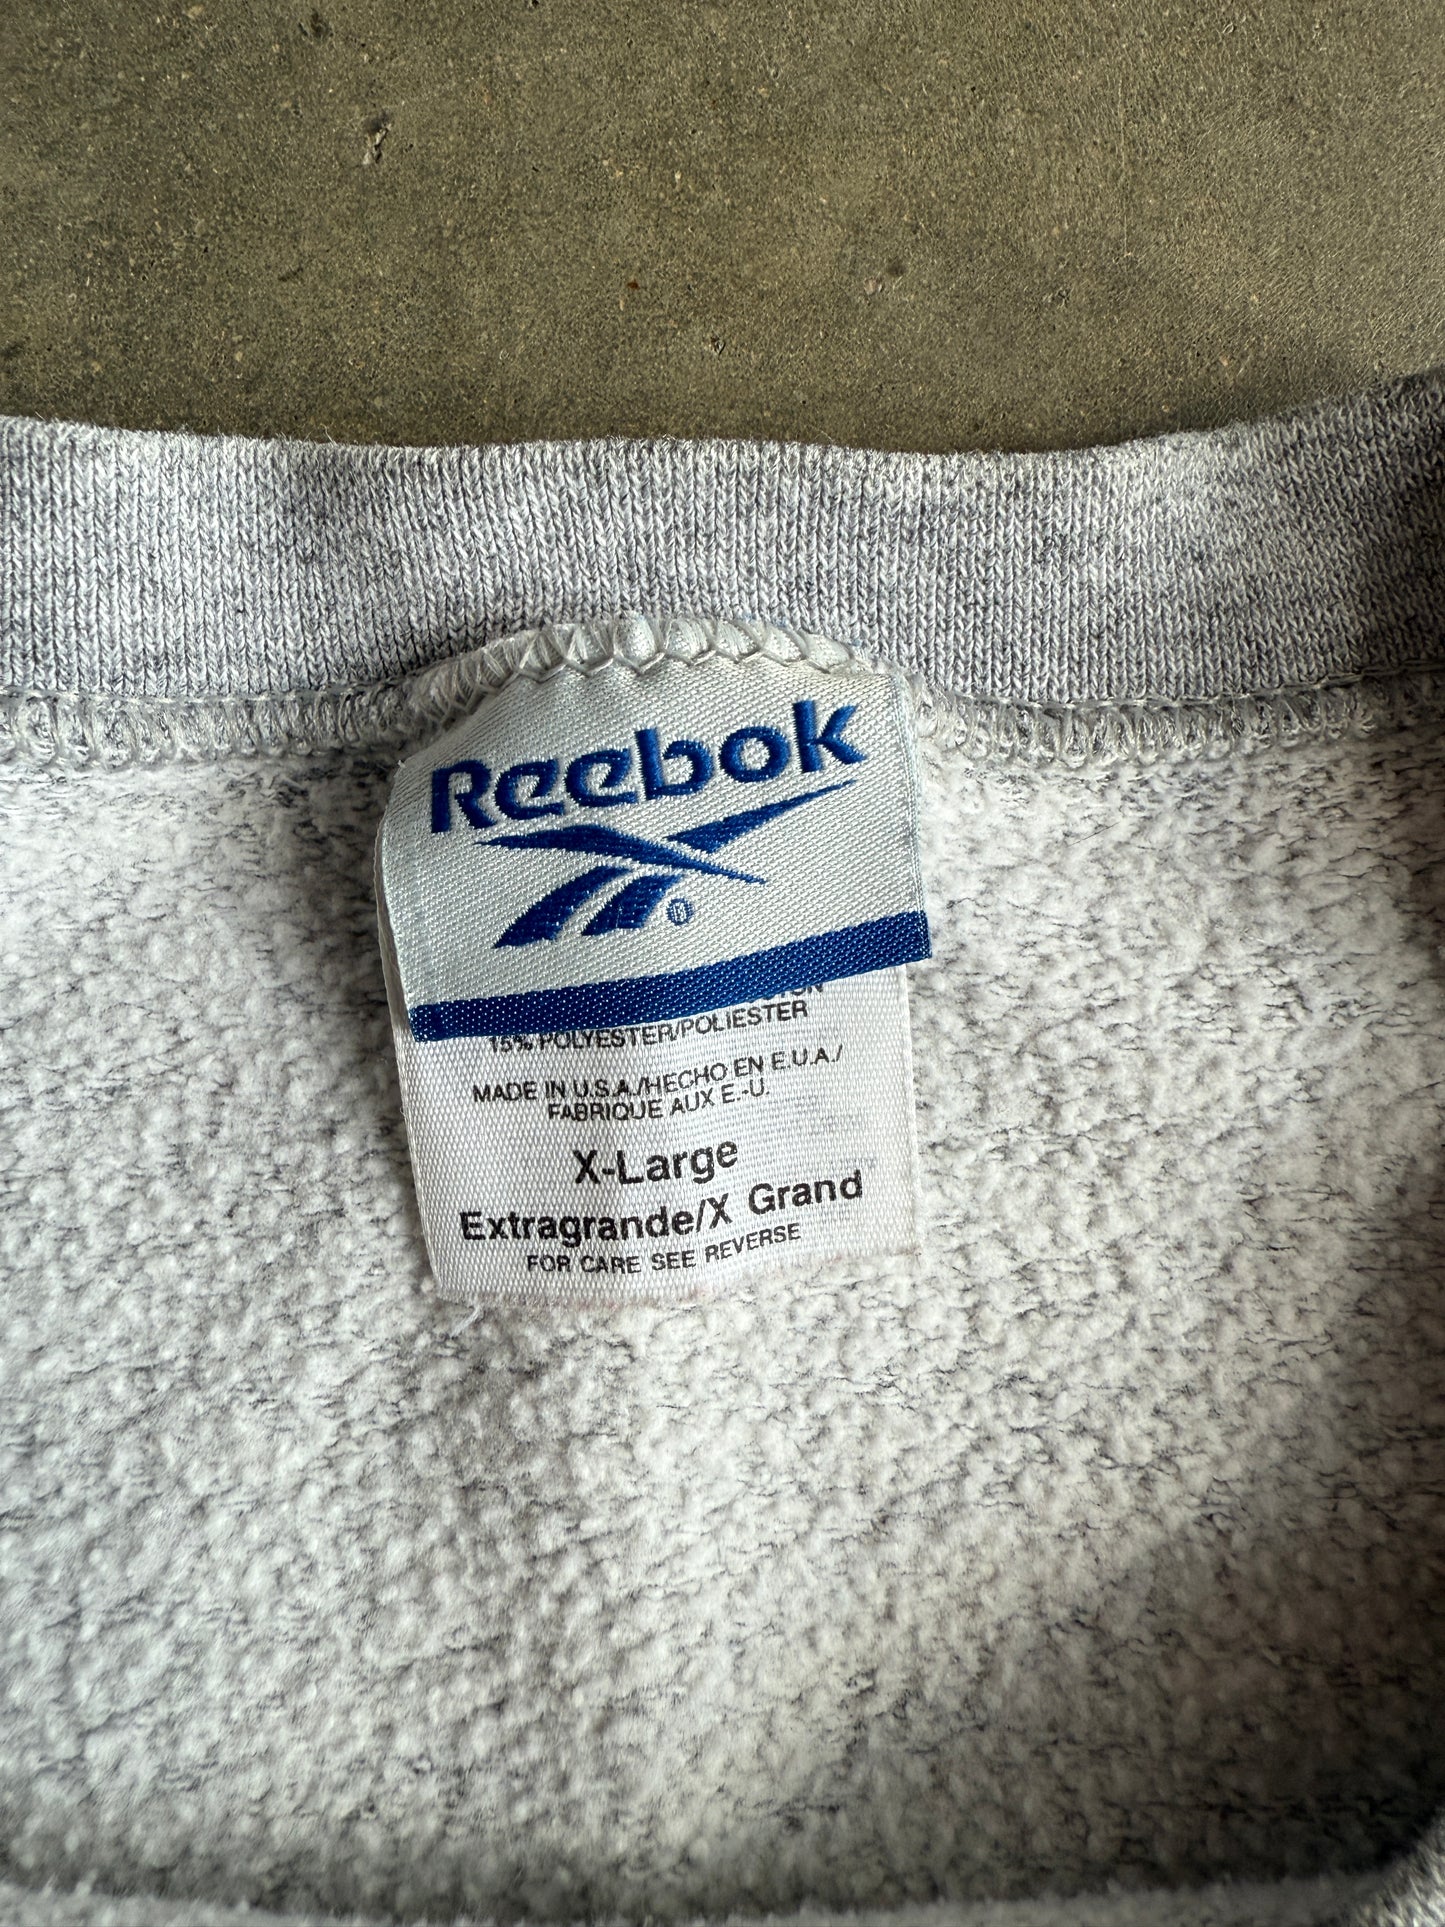 Reebok
®
15% POLYESTER/POLIESTER
MADE IN U.S.A./HECHO EN E.U.A./
FABRIQUE AUX E.-U.
X-Large
Extragrande/X Grand
FOR CARE SEE REVERSE